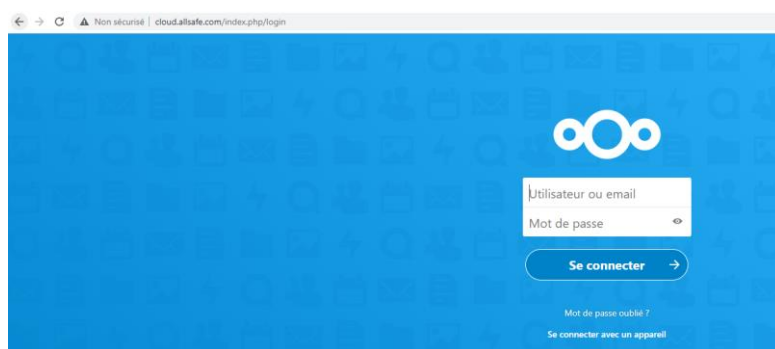 Non sécurisé | cloud.allsafe.com/index.php/login
Utilisateur ou email
Mot de passe
Se connecter
Mot de passe oublié ?
Se connecter avec un appareil